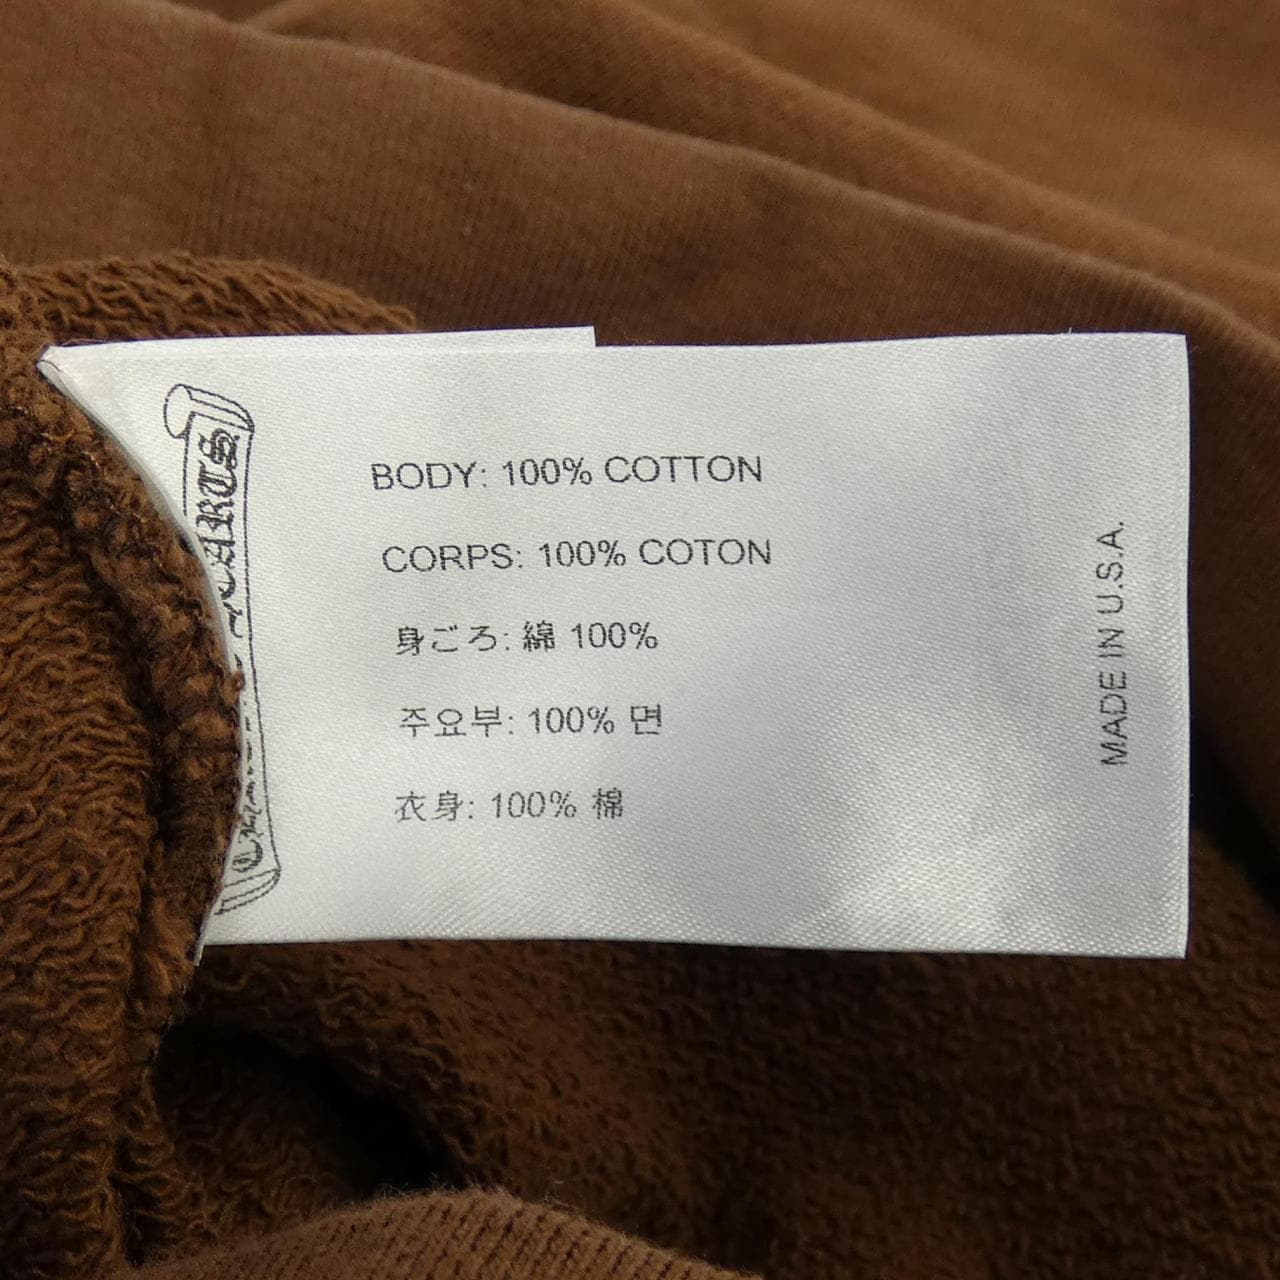 BODY: 100% COTTON
CORPS: 100% COTON
身ごろ: 綿 100%
주요부: 100% 면
衣身: 100% 棉
MADE IN U.S.A.